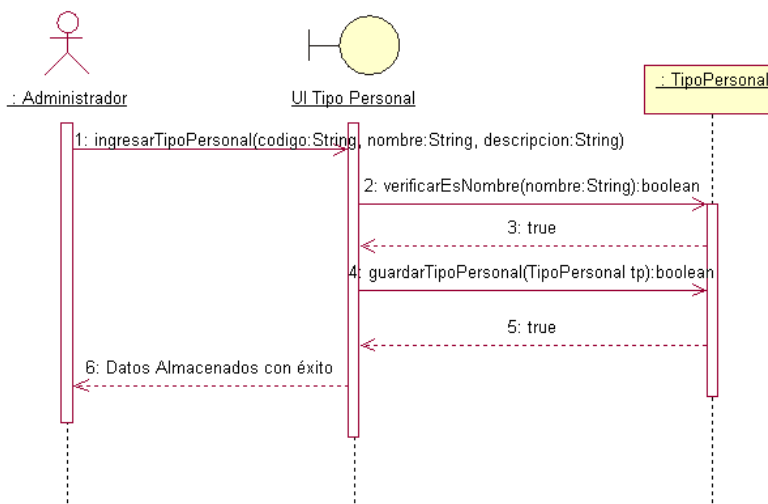 : Administrador
UI Tipo Personal
: TipoPersonal
1: ingresarTipoPersonal(codigo:String, nombre:String, descripcion:String)
2: verificarEsNombre(nombre:String):boolean
3: true
4: guardarTipoPersonal(TipoPersonal tp):boolean
5: true
6: Datos Almacenados con éxito